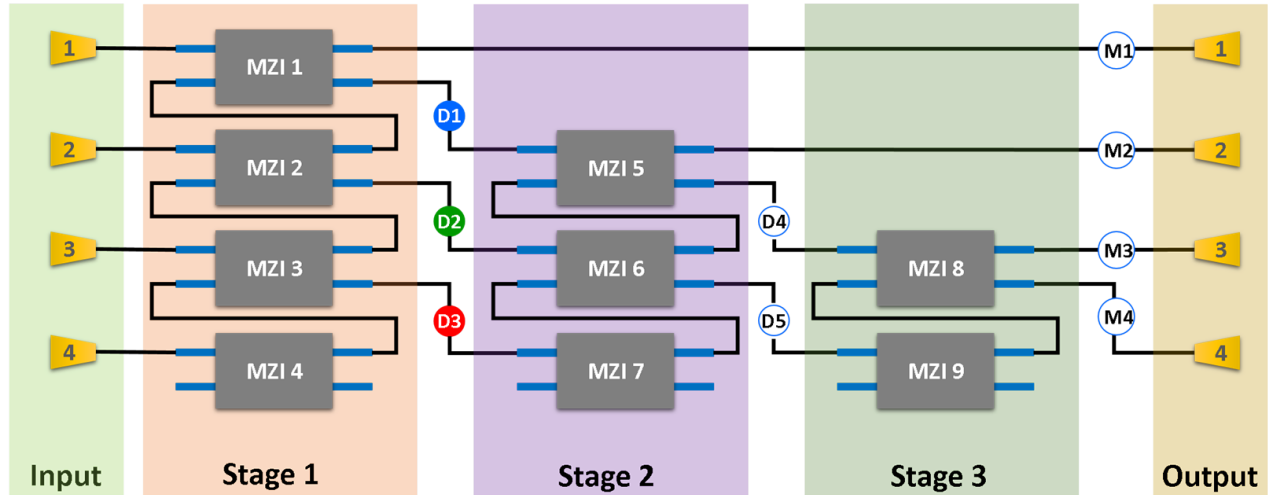 1
MZI 1
M1
1
D1
2
MZI 2
MZI 5
M2
2
D2
D4
3
MZI 3
MZI 6
MZI 8
M3
3
D3
D5
M4
4
MZI 4
MZI 7
MZI 9
4
Input
Stage 1
Stage 2
Stage 3
Output